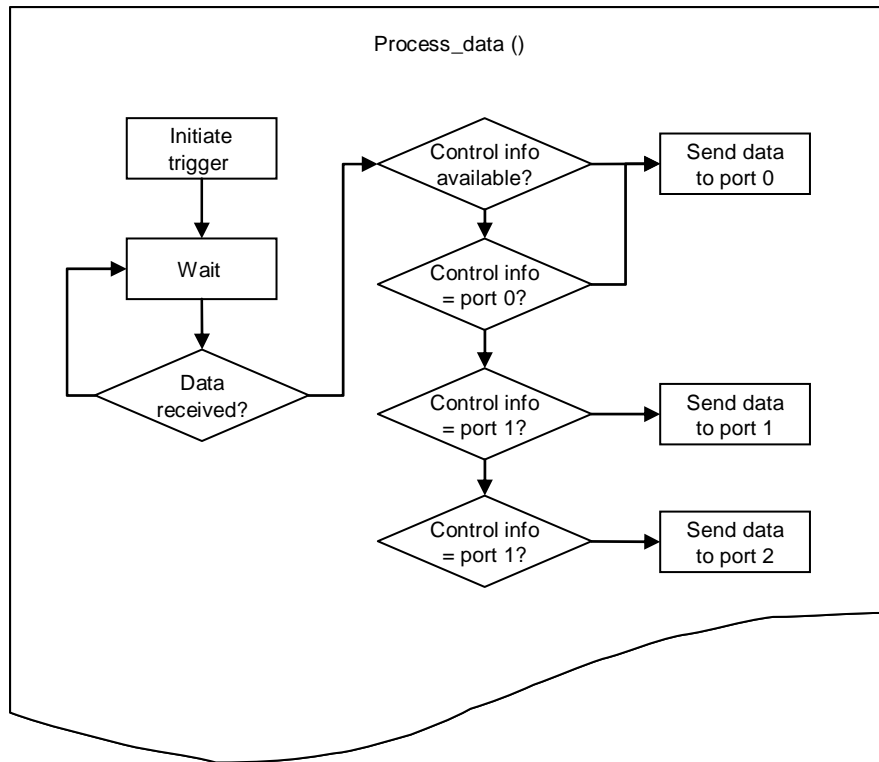 Process_data ()
Initiate
trigger
Wait
Data
received?
Control info
available?
Send data
to port 0
Control info
= port 0?
Control info
= port 1?
Send data
to port 1
Control info
= port 1?
Send data
to port 2